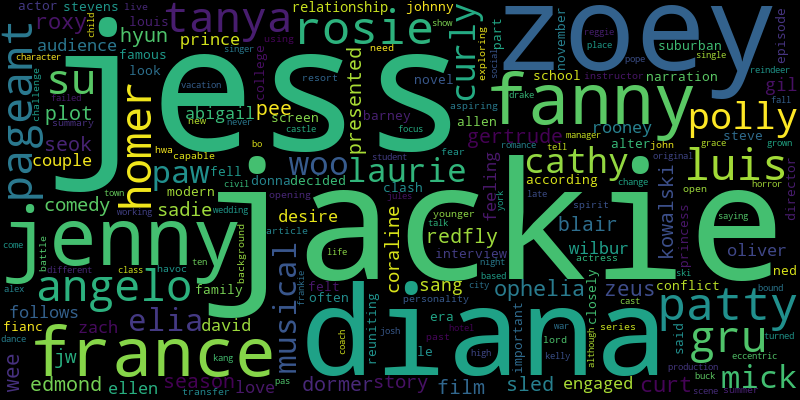 actor stevens live
relationship johnny
child roxy louis tanya rosie curly show using zoey
character hyun prince
audience part november episode reggie place pope suburban single
social
exploring
reindeer
pageant
famous singer need
challenge
failed look college presented novel
school instructor narration gil
su jess pee fanny
summary plot abigail screen barney aspiring drake polly
vacation resort
homer new never castle focus allen rooney steve fall
seok hwa capable bo student fear gertrude romance manager tell alter john grace grown
couple woo laurie cathy luis
paw fell donna decided clash feeling according original horror director
town modern civil
comedy sadie wedding desire jules york late spirit change open princess
working opening younger blair kowalski saying
jenny jackie
article talk redfly wilbur oliver
come battle ten background life coraline interview actress
different class havoc night ski ned
angelo musical family felt sang based city ophelia zeus closely conflict patty bound
alex follows elia often personality era important cast said turned
fianc zach david frankie reuniting past lord war series although eccentric
dance france kang coach josh le hotel kelly diana gru
wee jw season love dormer story high film sled engaged curt production buck mick
edmond ellen transfer pas scene summer